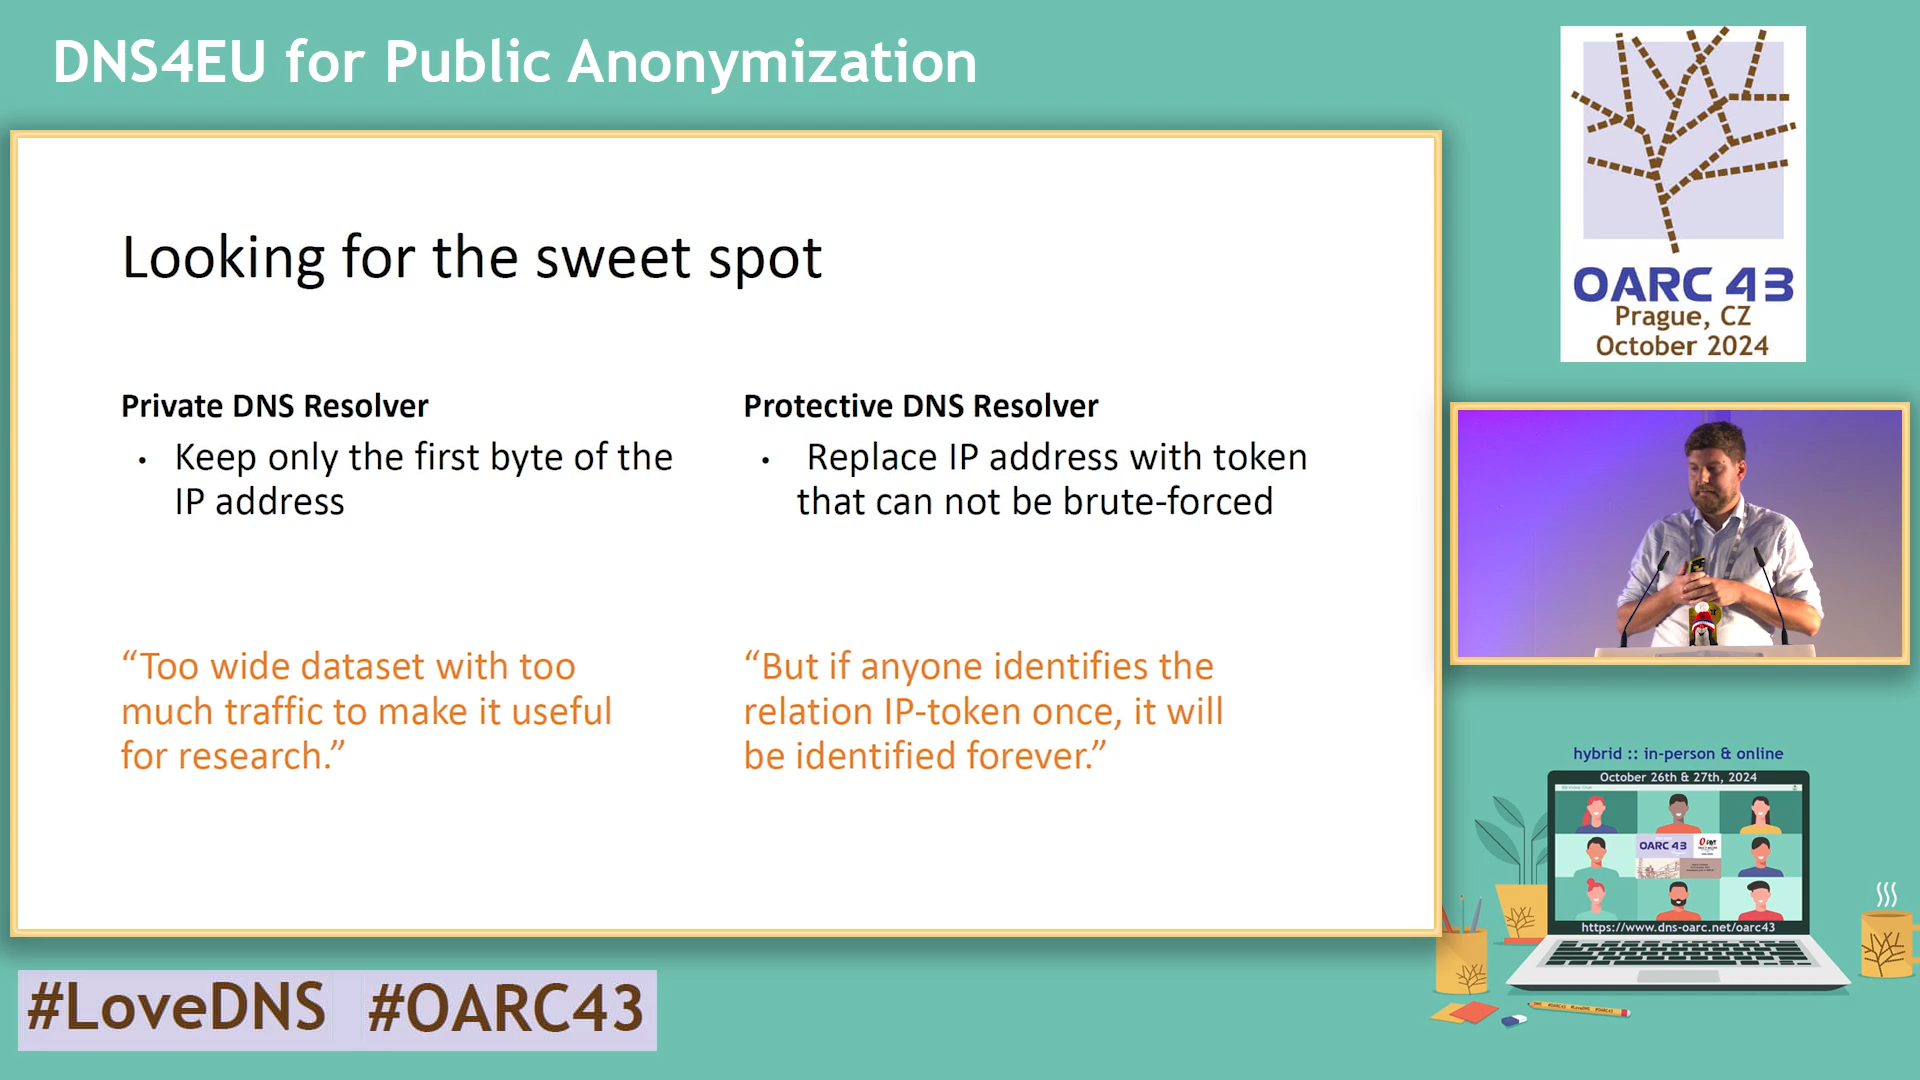 DNS4EU for Public Anonymization
Looking for the sweet spot
Private DNS Resolver
• Keep only the first byte of the
IP address
“Too wide dataset with too
much traffic to make it useful
for research.”
Protective DNS Resolver
• Replace IP address with token
that can not be brute-forced
“But if anyone identifies the
relation IP-token once, it will
be identified forever.”
OARC 43
Prague, CZ
October 2024
hybrid :: in-person & online
October 26th & 27th, 2024
OARC 43
https://www.dns-oarc.net/oarc43
#LoveDNS #OARC43